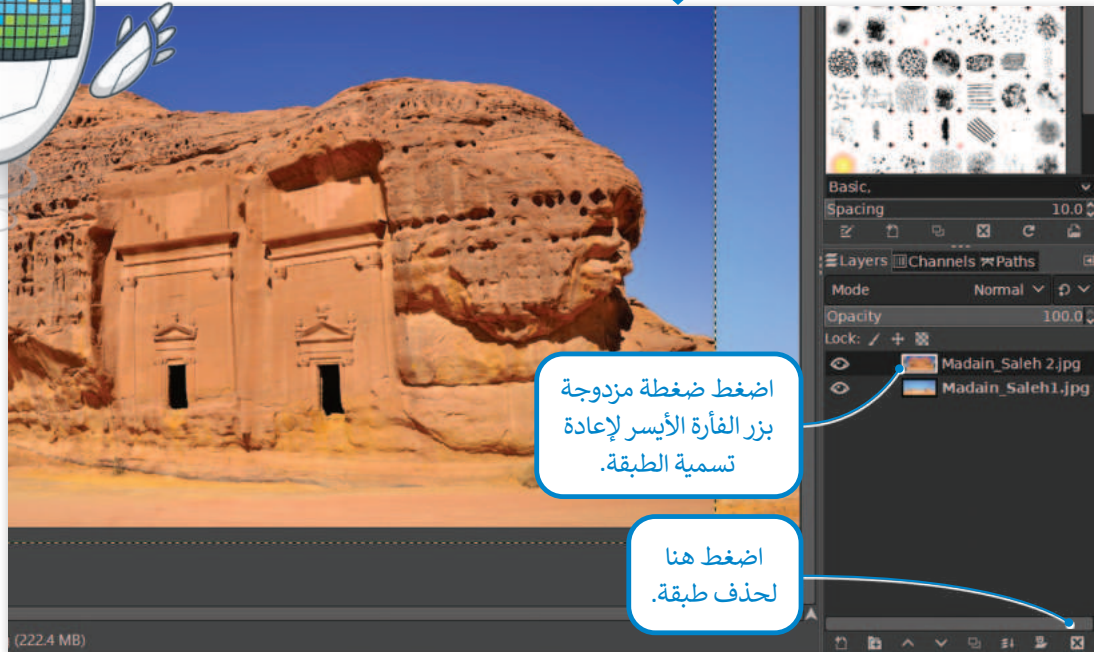 Basic,
Spacing 10.0
Layers Channels Paths
Mode Normal
Opacity 100.0
Lock:
Madain_Saleh 2.jpg
Madain_Saleh1.jpg
اضغط ضغطة مزدوجة
بزر الفأرة الأيسر لإعادة
تسمية الطبقة.
اضغط هنا
لحذف طبقة.
(222.4 MB)